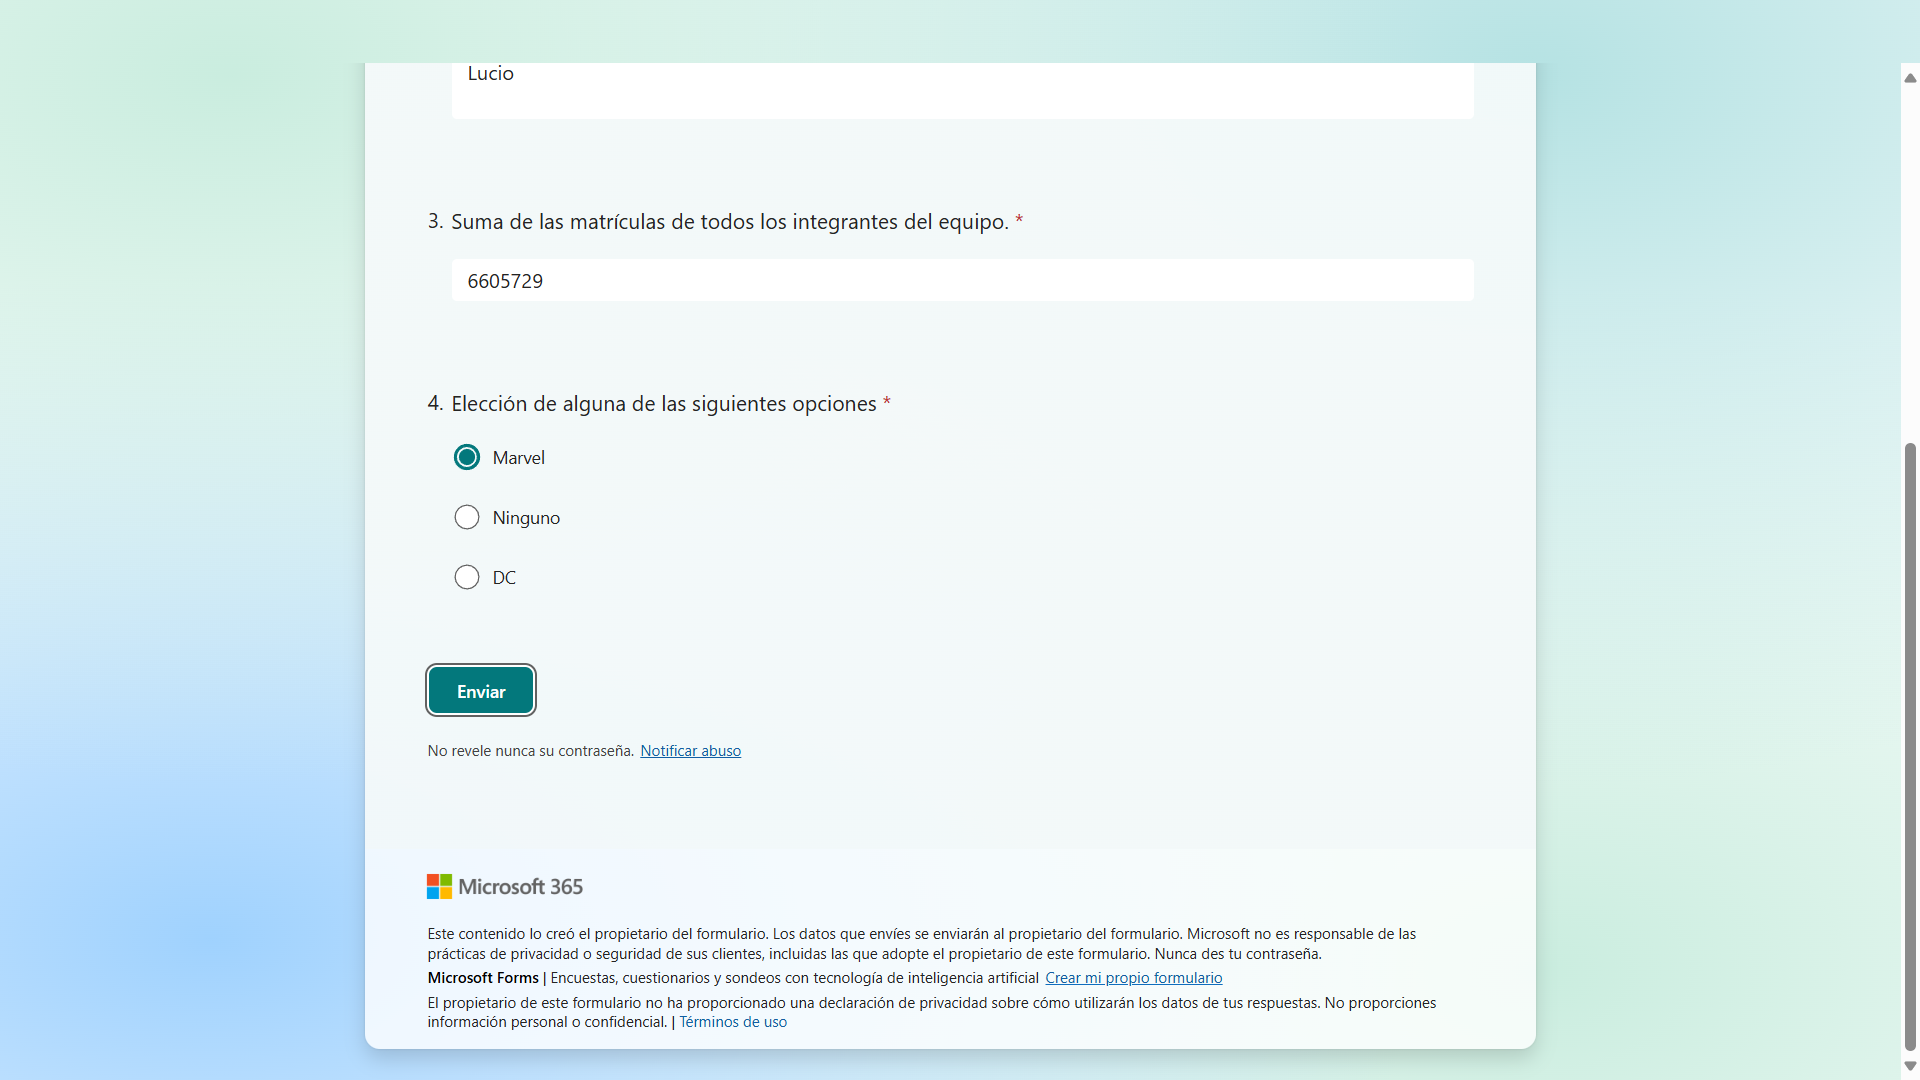 Lucio
3. Suma de las matrículas de todos los integrantes del equipo. *
6605729
4. Elección de alguna de las siguientes opciones *
Marvel
Ninguno
DC
Enviar
No revele nunca su contraseña. Notificar abuso
Microsoft 365
Este contenido lo creó el propietario del formulario. Los datos que envíes se enviarán al propietario del formulario. Microsoft no es responsable de las
prácticas de privacidad o seguridad de sus clientes, incluidas las que adopte el propietario de este formulario. Nunca des tu contraseña.
Microsoft Forms | Encuestas, cuestionarios y sondeos con tecnología de inteligencia artificial Crear mi propio formulario
El propietario de este formulario no ha proporcionado una declaración de privacidad sobre cómo utilizarán los datos de tus respuestas. No proporciones
información personal o confidencial. | Términos de uso